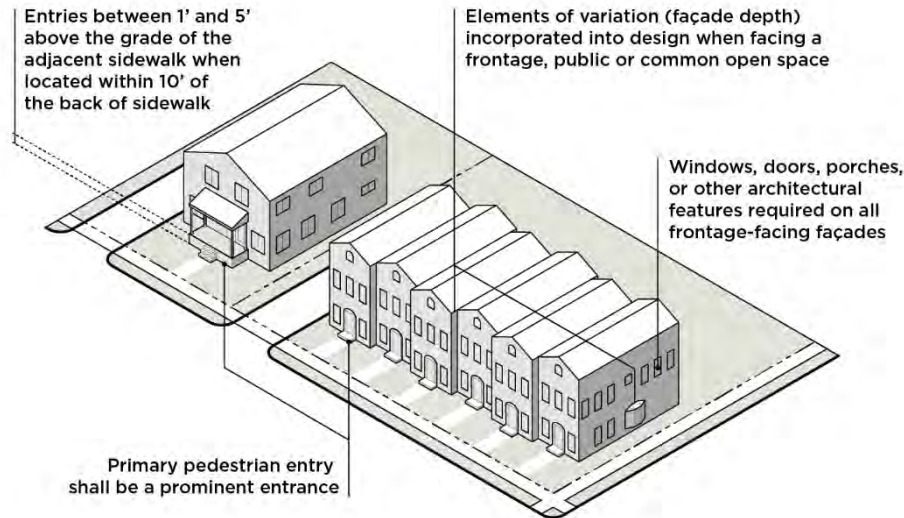 Entries between 1’ and 5’
above the grade of the
adjacent sidewalk when
located within 10’ of
the back of sidewalk
Elements of variation (façade depth)
incorporated into design when facing a
frontage, public or common open space
Windows, doors, porches,
or other architectural
features required on all
frontage-facing façades
Primary pedestrian entry
shall be a prominent entrance